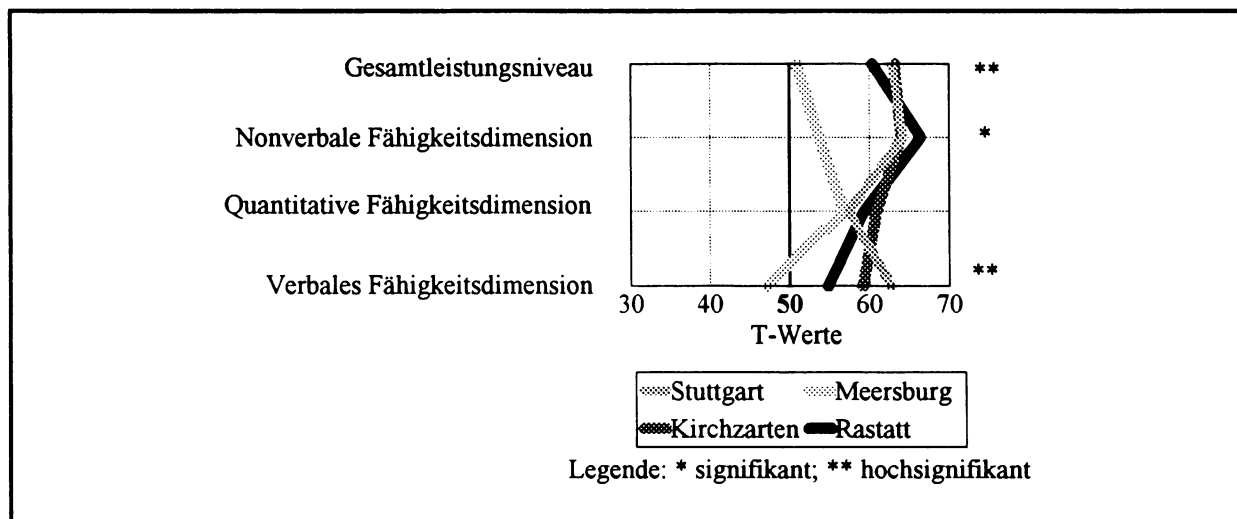 Gesamtleistungsniveau **
Nonverbale Fähigkeitsdimension *
Quantitative Fähigkeitsdimension
Verbales Fähigkeitsdimension **
30 40 50 60 70
T-Werte
Stuttgart Meersburg
Kirchzarten Rastatt
Legende: * signifikant; ** hochsignifikant